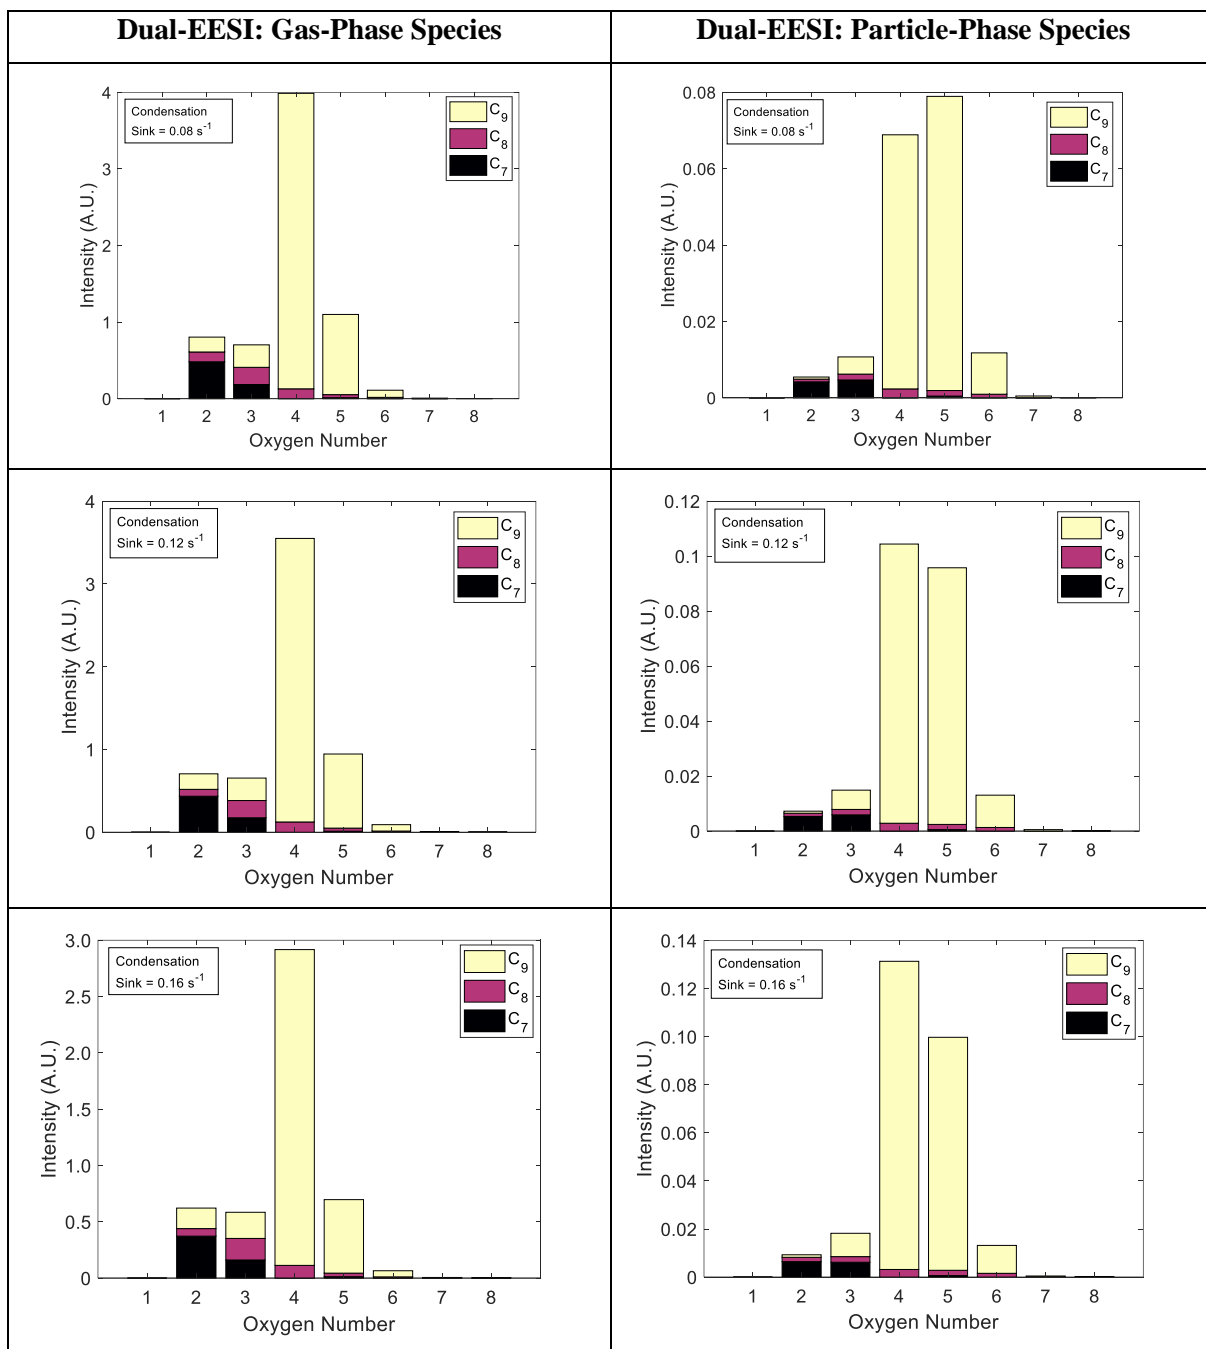 Dual-EESI: Gas-Phase Species
Dual-EESI: Particle-Phase Species
4
3
2
1
0
Intensity (A.U.)
Condensation
Sink = 0.08 s-1
C9
C8
C7
1 2 3 4 5 6 7 8
Oxygen Number
0.08
0.06
0.04
0.02
0
Intensity (A.U.)
Condensation
Sink = 0.08 s-1
C9
C8
C7
1 2 3 4 5 6 7 8
Oxygen Number
4
3
2
1
0
Intensity (A.U.)
Condensation
Sink = 0.12 s-1
C9
C8
C7
1 2 3 4 5 6 7 8
Oxygen Number
0.12
0.1
0.08
0.06
0.04
0.02
0
Intensity (A.U.)
Condensation
Sink = 0.12 s-1
C9
C8
C7
1 2 3 4 5 6 7 8
Oxygen Number
3.0
2.5
2.0
1.5
1.0
0.5
0
Intensity (A.U.)
Condensation
Sink = 0.16 s-1
C9
C8
C7
1 2 3 4 5 6 7 8
Oxygen Number
0.14
0.12
0.10
0.08
0.06
0.04
0.02
0
Intensity (A.U.)
Condensation
Sink = 0.16 s-1
C9
C8
C7
1 2 3 4 5 6 7 8
Oxygen Number